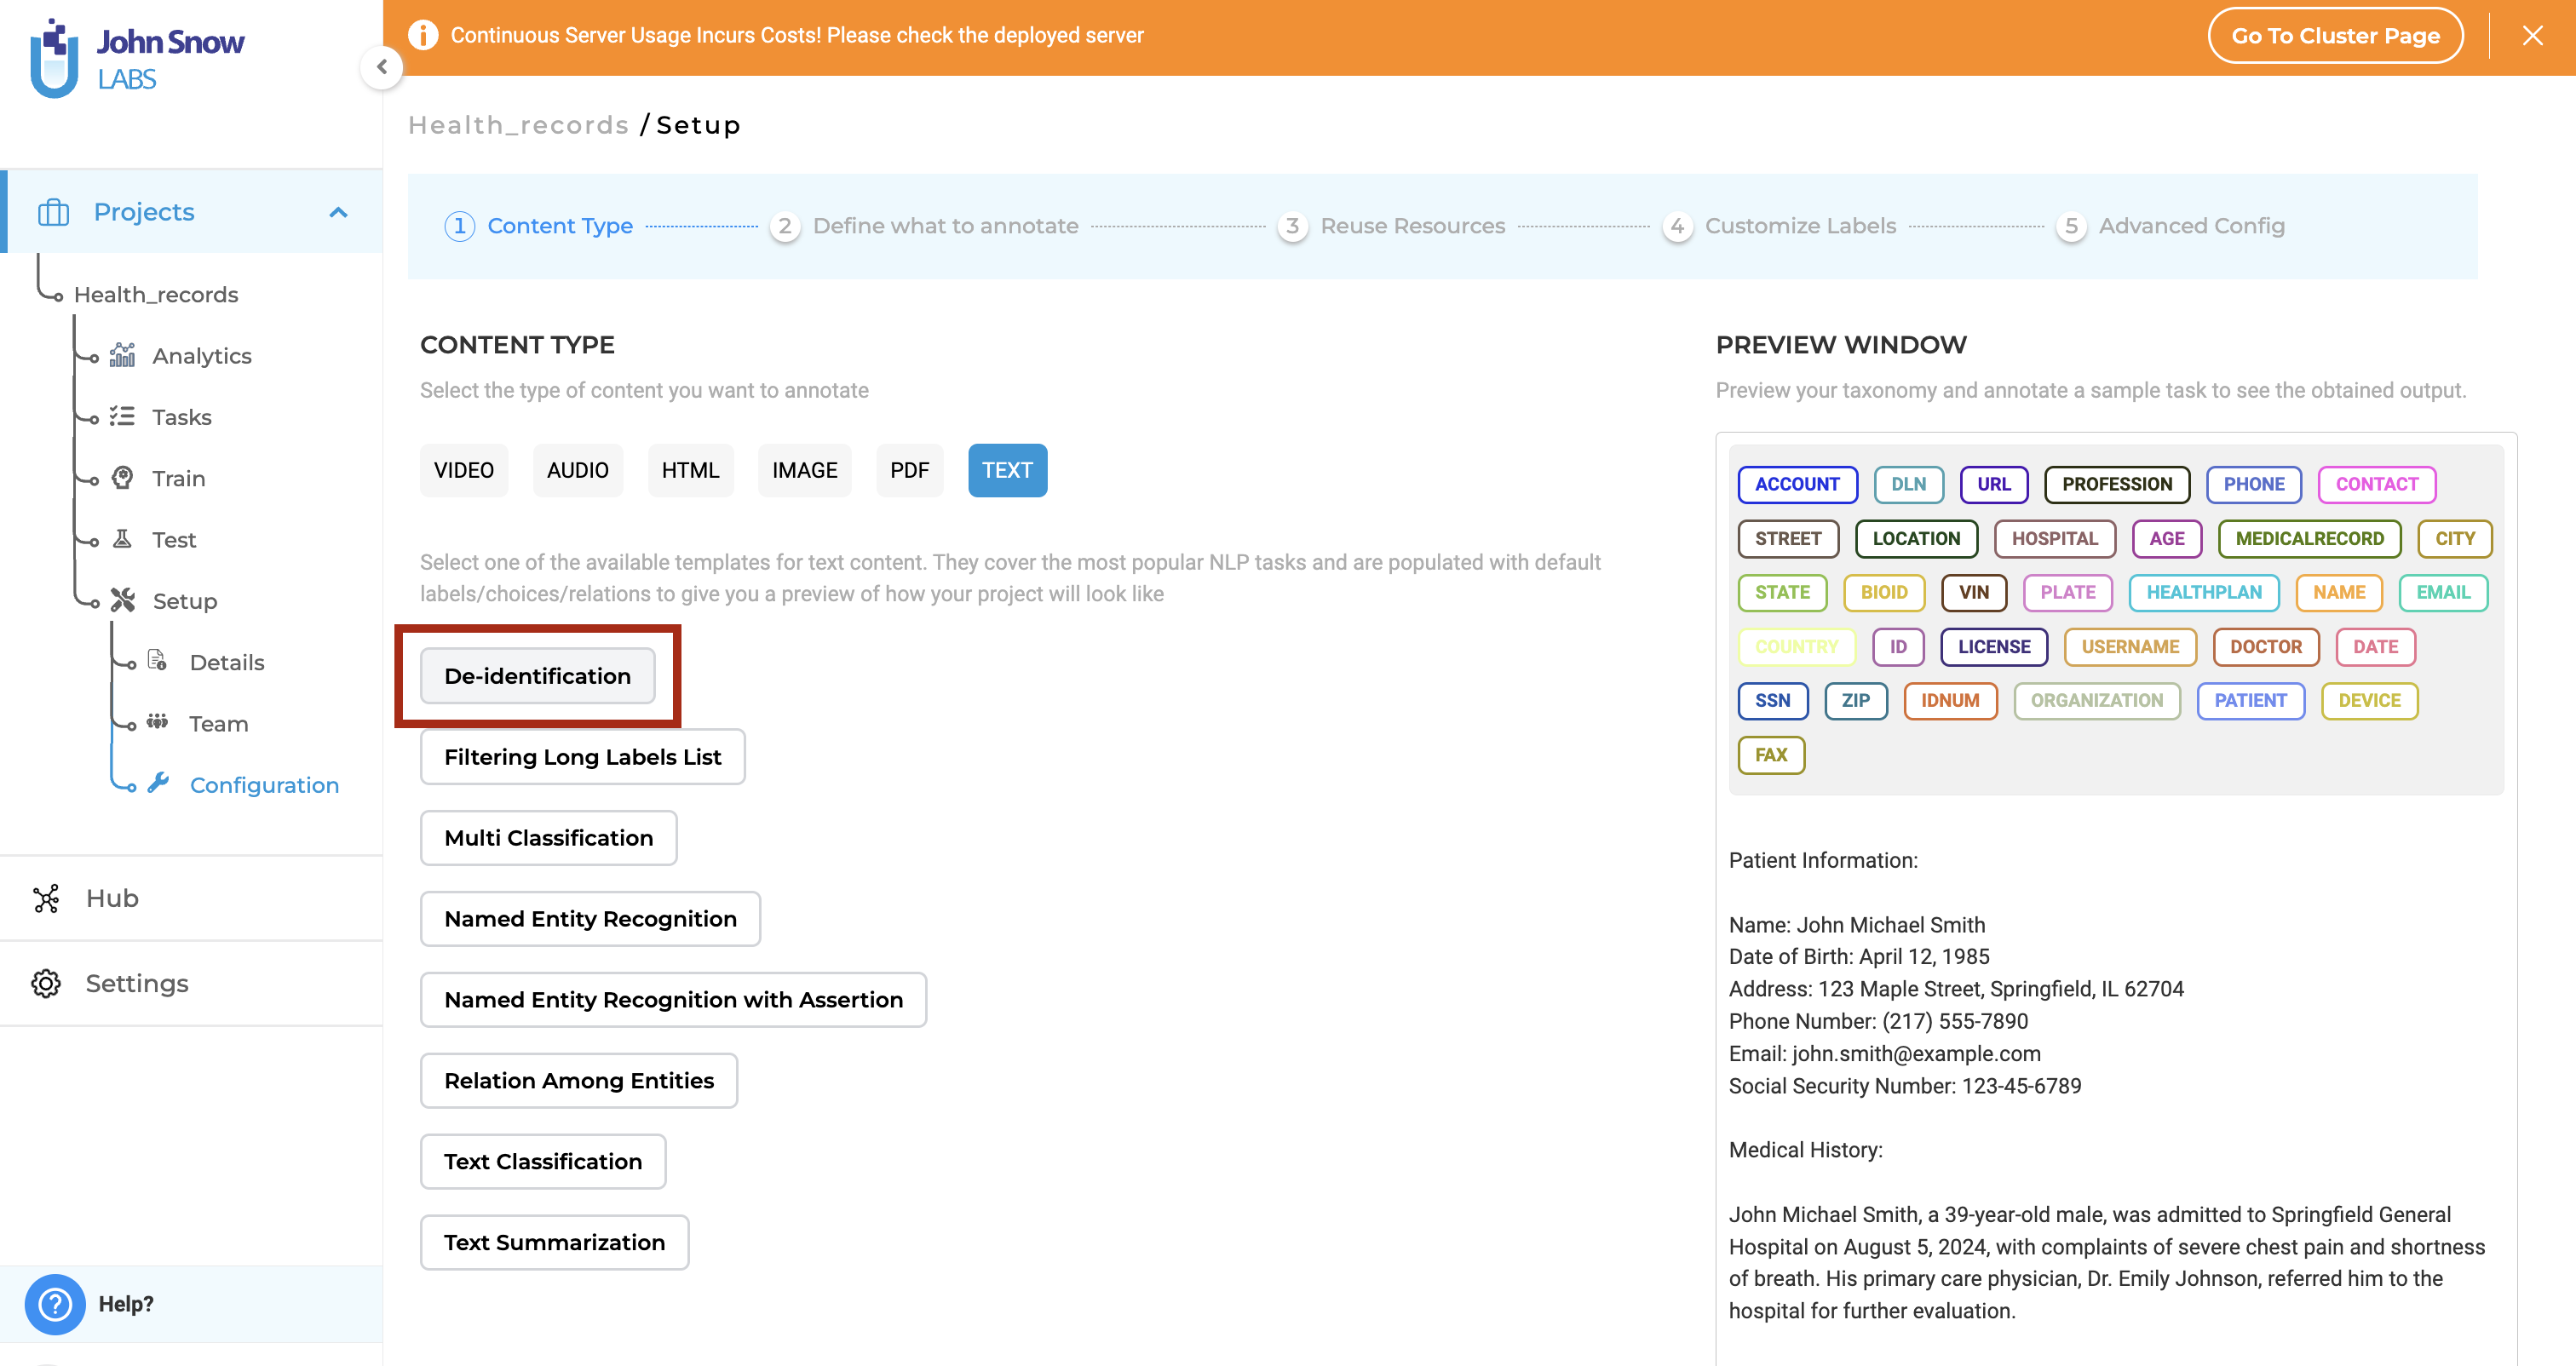 John Snow
LABS
Continuous Server Usage Incurs Costs! Please check the deployed server
Go To Cluster Page
Health_records / Setup
Projects
Health_records
Analytics
Tasks
Train
Test
Setup
Details
Team
Configuration
Hub
Settings
Help?
1 Content Type
2 Define what to annotate
3 Reuse Resources
4 Customize Labels
5 Advanced Config
CONTENT TYPE
Select the type of content you want to annotate
VIDEO AUDIO HTML IMAGE PDF TEXT
Select one of the available templates for text content. They cover the most popular NLP tasks and are populated with default
labels/choices/relations to give you a preview of how your project will look like
De-identification
Filtering Long Labels List
Multi Classification
Named Entity Recognition
Named Entity Recognition with Assertion
Relation Among Entities
Text Classification
Text Summarization
PREVIEW WINDOW
Preview your taxonomy and annotate a sample task to see the obtained output.
ACCOUNT DLN URL PROFESSION PHONE CONTACT
STREET LOCATION HOSPITAL AGE MEDICALRECORD CITY
STATE BIOID VIN PLATE HEALTHPLAN NAME EMAIL
COUNTRY ID LICENSE USERNAME DOCTOR DATE
SSN ZIP IDNUM ORGANIZATION PATIENT DEVICE
FAX
Patient Information:
Name: John Michael Smith
Date of Birth: April 12, 1985
Address: 123 Maple Street, Springfield, IL 62704
Phone Number: (217) 555-7890
Email: john.smith@example.com
Social Security Number: 123-45-6789
Medical History:
John Michael Smith, a 39-year-old male, was admitted to Springfield General
Hospital on August 5, 2024, with complaints of severe chest pain and shortness
of breath. His primary care physician, Dr. Emily Johnson, referred him to the
hospital for further evaluation.